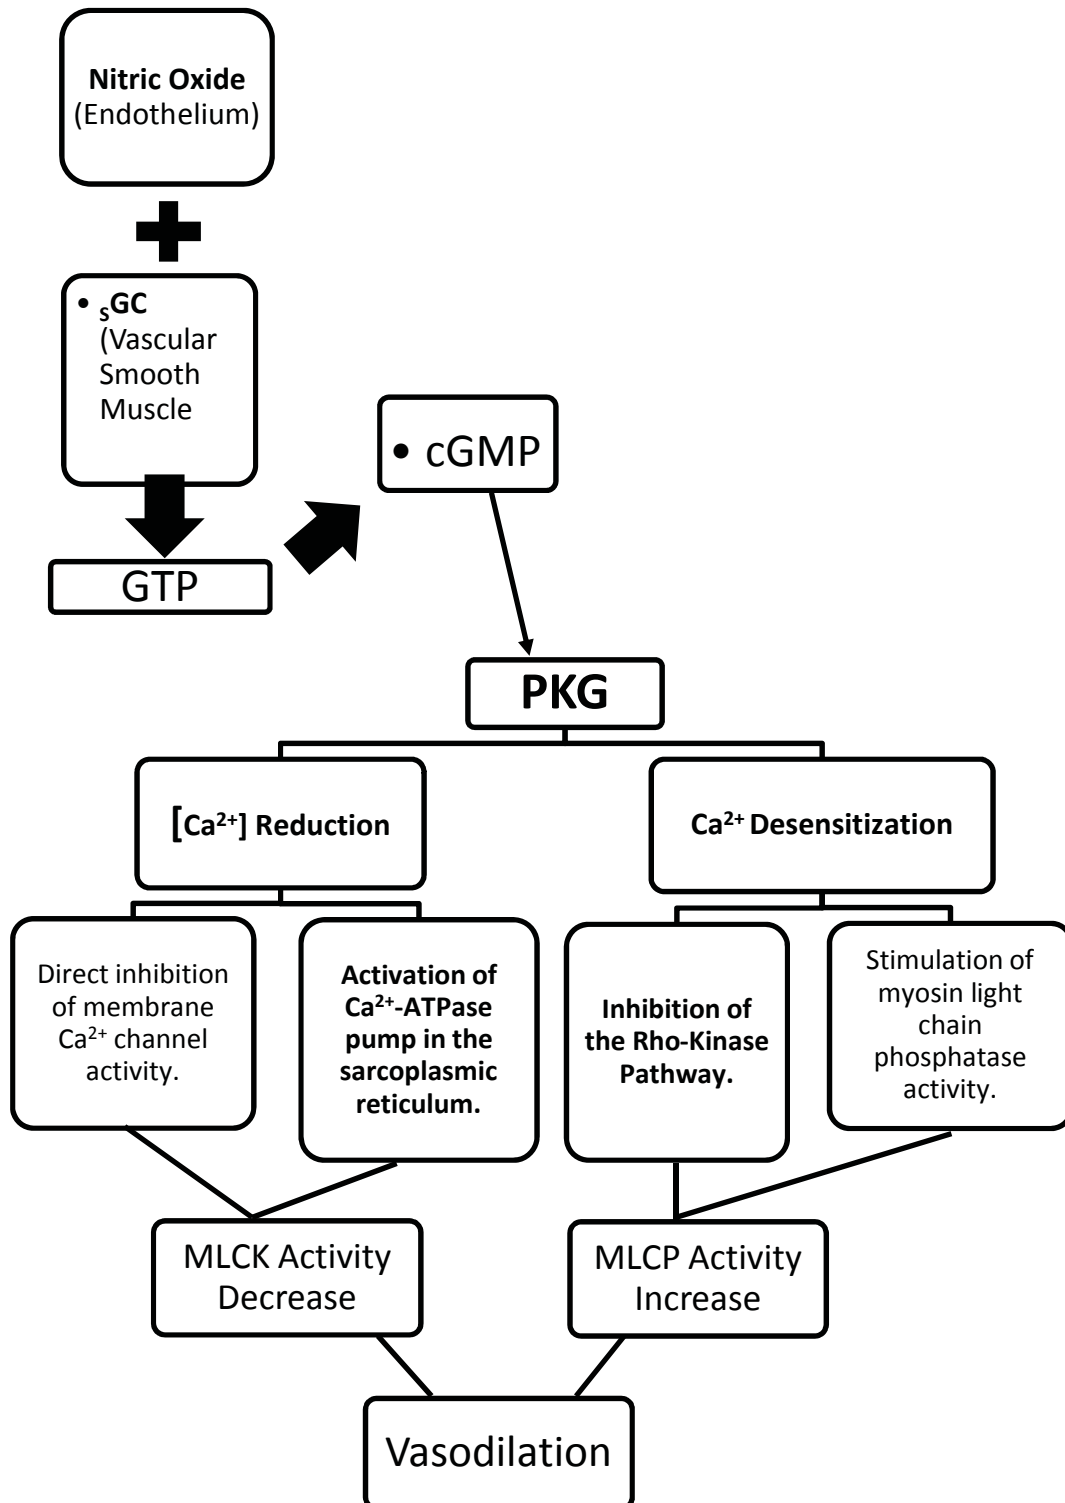 Nitric Oxide
(Endothelium)
• sGC
(Vascular
Smooth
Muscle
• cGMP
GTP
PKG
[Ca²⁺] Reduction
Ca²⁺ Desensitization
Direct inhibition
of membrane
Ca²⁺ channel
activity.
Activation of
Ca²⁺-ATPase
pump in the
sarcoplasmic
reticulum.
Inhibition of
the Rho-Kinase
Pathway.
Stimulation of
myosin light
chain
phosphatase
activity.
MLCK Activity
Decrease
MLCP Activity
Increase
Vasodilation